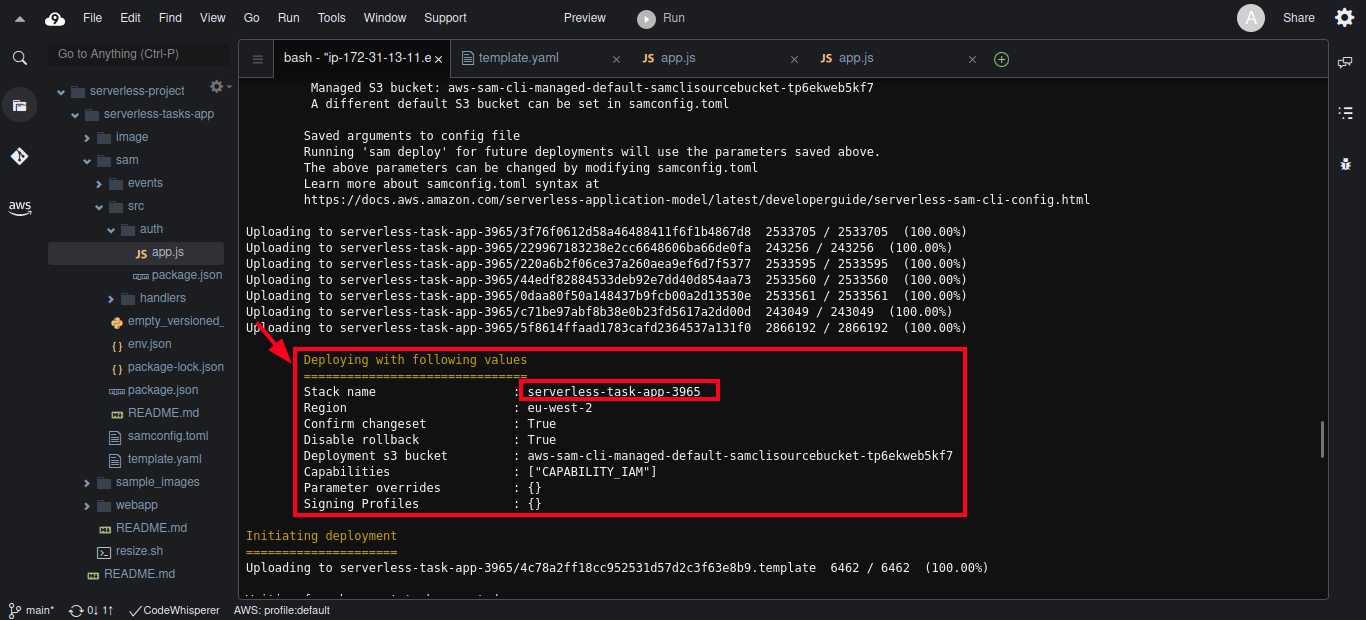 9 File Edit Find View Go Run Tools Window Support Preview Run A Share
Go to Anything (Ctrl-P)
bash - "ip-172-31-13-11.e × template.yaml × JS app.js × JS app.js ×
serverless-project
serverless-tasks-app
image
sam
events
src
auth
JS app.js
package.json
handlers
empty_versioned_
{} env.json
{} package-lock.json
package.json
README.md
samconfig.toml
template.yaml
sample_images
webapp
README.md
resize.sh
README.md
aws
Managed S3 bucket: aws-sam-cli-managed-default-samclisourcebucket-tp6ekweb5kf7
A different default S3 bucket can be set in samconfig.toml
Saved arguments to config file
Running 'sam deploy' for future deployments will use the parameters saved above.
The above parameters can be changed by modifying samconfig.toml
Learn more about samconfig.toml syntax at
https://docs.aws.amazon.com/serverless-application-model/latest/developerguide/serverless-sam-cli-config.html
Uploading to serverless-task-app-3965/3f76f0612d58a46488411f6f1b4867d8  2533705 / 2533705  (100.00%)
Uploading to serverless-task-app-3965/229967183238e2cc6648606ba66de0fa  243256 / 243256  (100.00%)
Uploading to serverless-task-app-3965/220a6b2f06ce37a260aea9ef6d7f5377  2533595 / 2533595  (100.00%)
Uploading to serverless-task-app-3965/44edf82884533deb92e7dd40d854aa73  2533560 / 2533560  (100.00%)
Uploading to serverless-task-app-3965/0daa80f50a148437b9fcb00a2d13530e  2533561 / 2533561  (100.00%)
Uploading to serverless-task-app-3965/c71be97abf8b38e0b23fd5617a2dd00d  243049 / 243049  (100.00%)
Uploading to serverless-task-app-3965/5f8614ffaad1783cafd2364537a131f0  2866192 / 2866192  (100.00%)
Deploying with following values
===============================
Stack name : serverless-task-app-3965
Region : eu-west-2
Confirm changeset : True
Disable rollback : True
Deployment s3 bucket : aws-sam-cli-managed-default-samclisourcebucket-tp6ekweb5kf7
Capabilities : ["CAPABILITY_IAM"]
Parameter overrides : {}
Signing Profiles : {}
Initiating deployment
=====================
Uploading to serverless-task-app-3965/4c78a2ff18cc952531d57d2c3f63e8b9.template  6462 / 6462  (100.00%)
main* 0↓ 1↑ CodeWhisperer AWS: profile:default